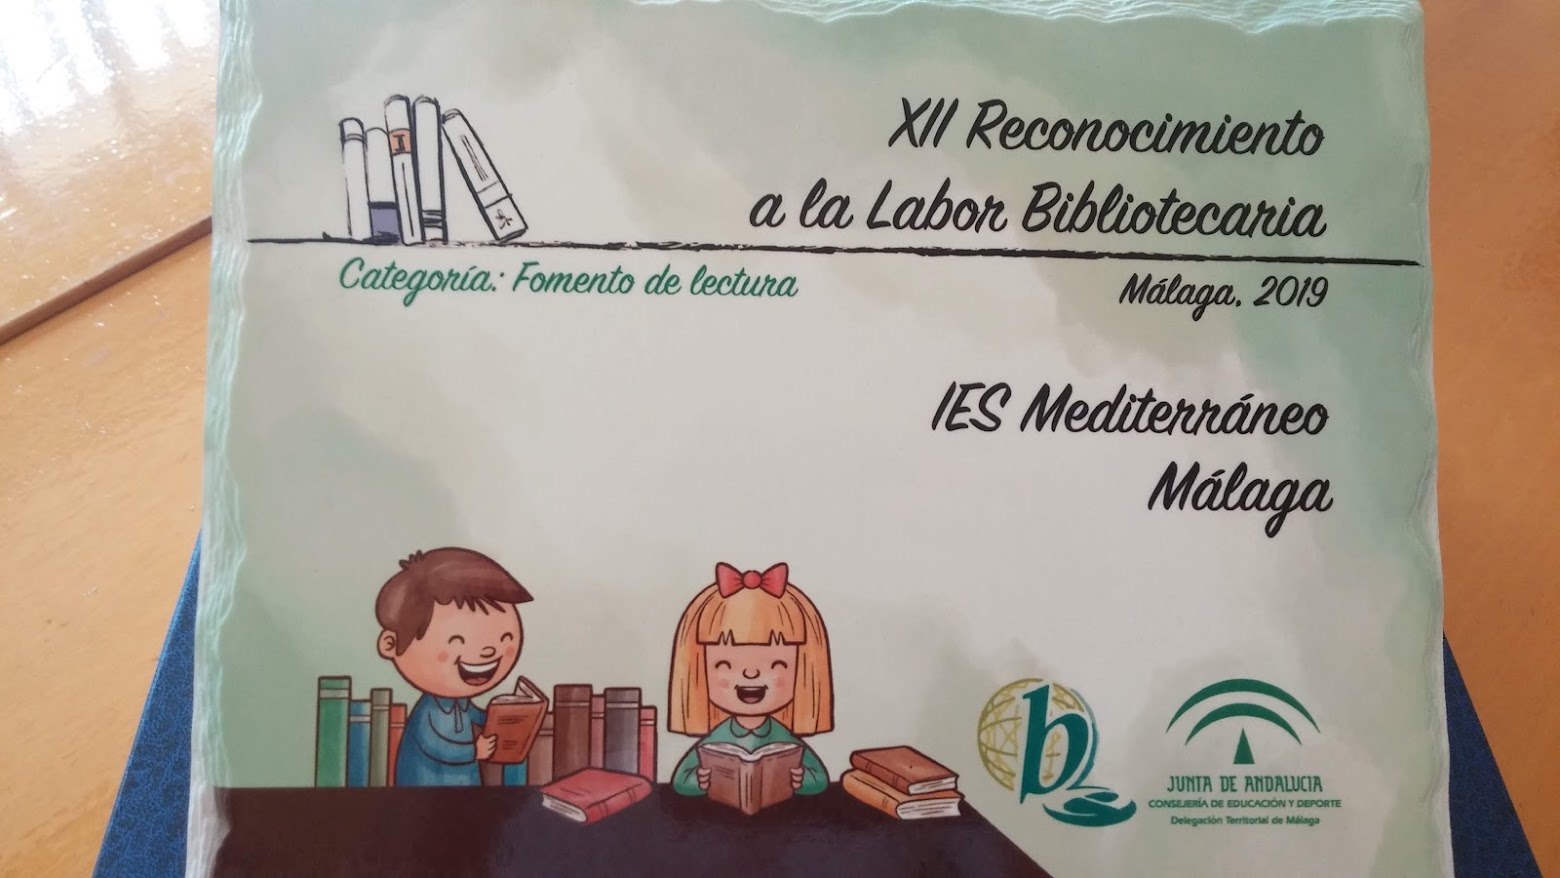 XII Reconocimiento
a la Labor Bibliotecaria
Categoría: Fomento de lectura
Málaga, 2019
IES Mediterráneo
Málaga
I
b
JUNTA DE ANDALUCIA
CONSEJERÍA DE EDUCACIÓN Y DEPORTE
Delegación Territorial de Málaga